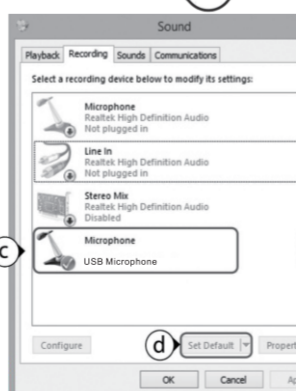 Sound
Playback Recording Sounds Communications
Select a recording device below to modify its settings:
Microphone
Realtek High Definition Audio
Not plugged in
Line In
Realtek High Definition Audio
Not plugged in
Stereo Mix
Realtek High Definition Audio
Disabled
c
Microphone
USB Microphone
Configure
d
Set Default
Propert
OK
Cancel
Ap